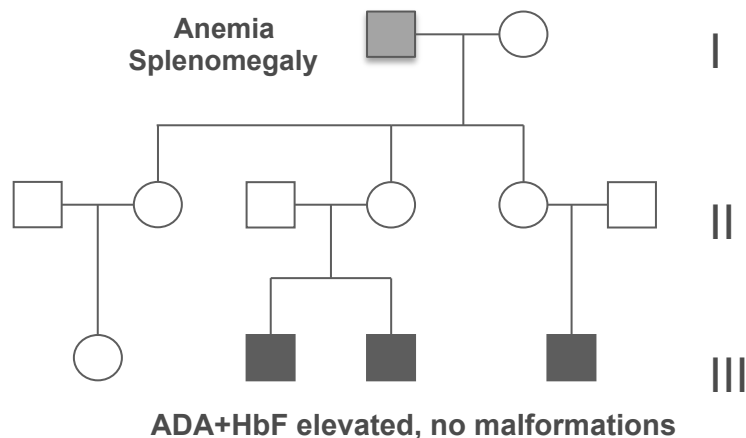 Anemia
Splenomegaly
I
II
III
ADA+HbF elevated, no malformations